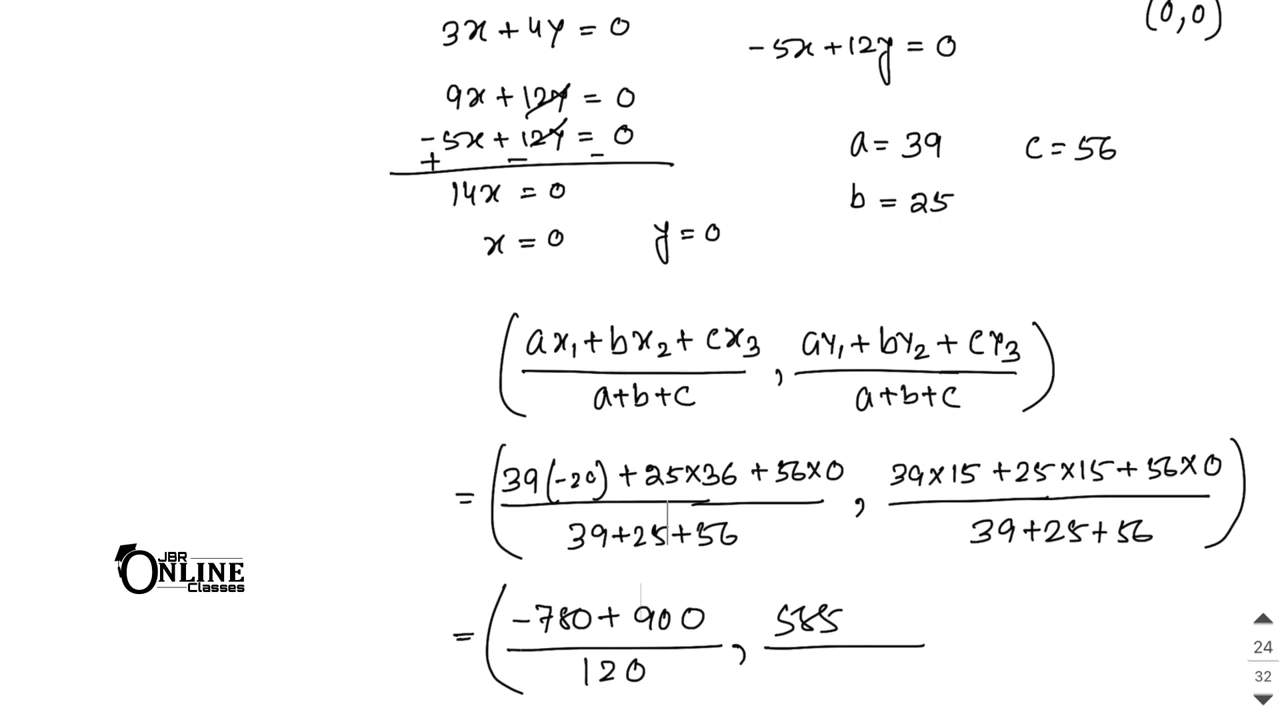 (0,0)
3x + 4y = 0
-5x + 12y = 0
9x + 12y = 0
-5x + 12y = 0
+ - -
14x = 0
x = 0 y = 0
a = 39 c = 56
b = 25
(ax₁ + bx₂ + cx₃ / a+b+c , ay₁ + by₂ + cy₃ / a+b+c)
= (39(-20) + 25×36 + 56×0 / 39+25+56 , 39×15 + 25×15 + 56×0 / 39+25+56)
= (-780 + 900 / 120 , 585
JBR
ONLINE
Classes
24
32